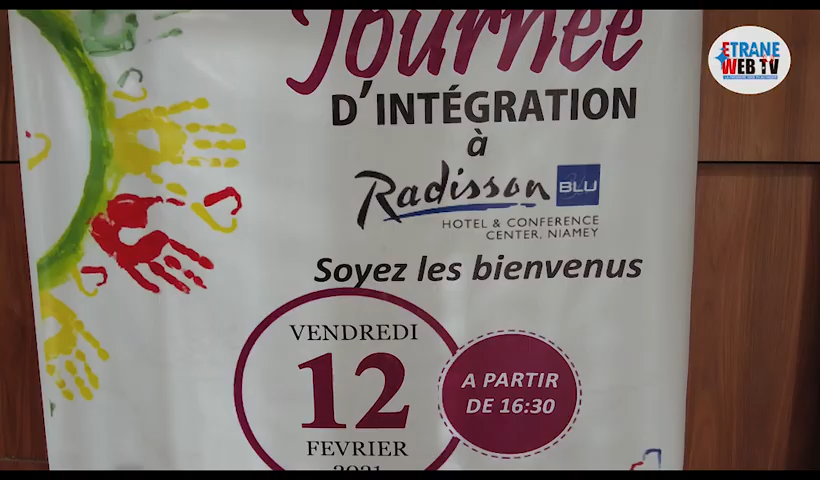 Journée
D'INTÉGRATION
à
Radisson BLU
HOTEL & CONFERENCE
CENTER, NIAMEY
Soyez les bienvenus
VENDREDI
12
FEVRIER
2021
A PARTIR
DE 16:30
ETRANE
WEB TV